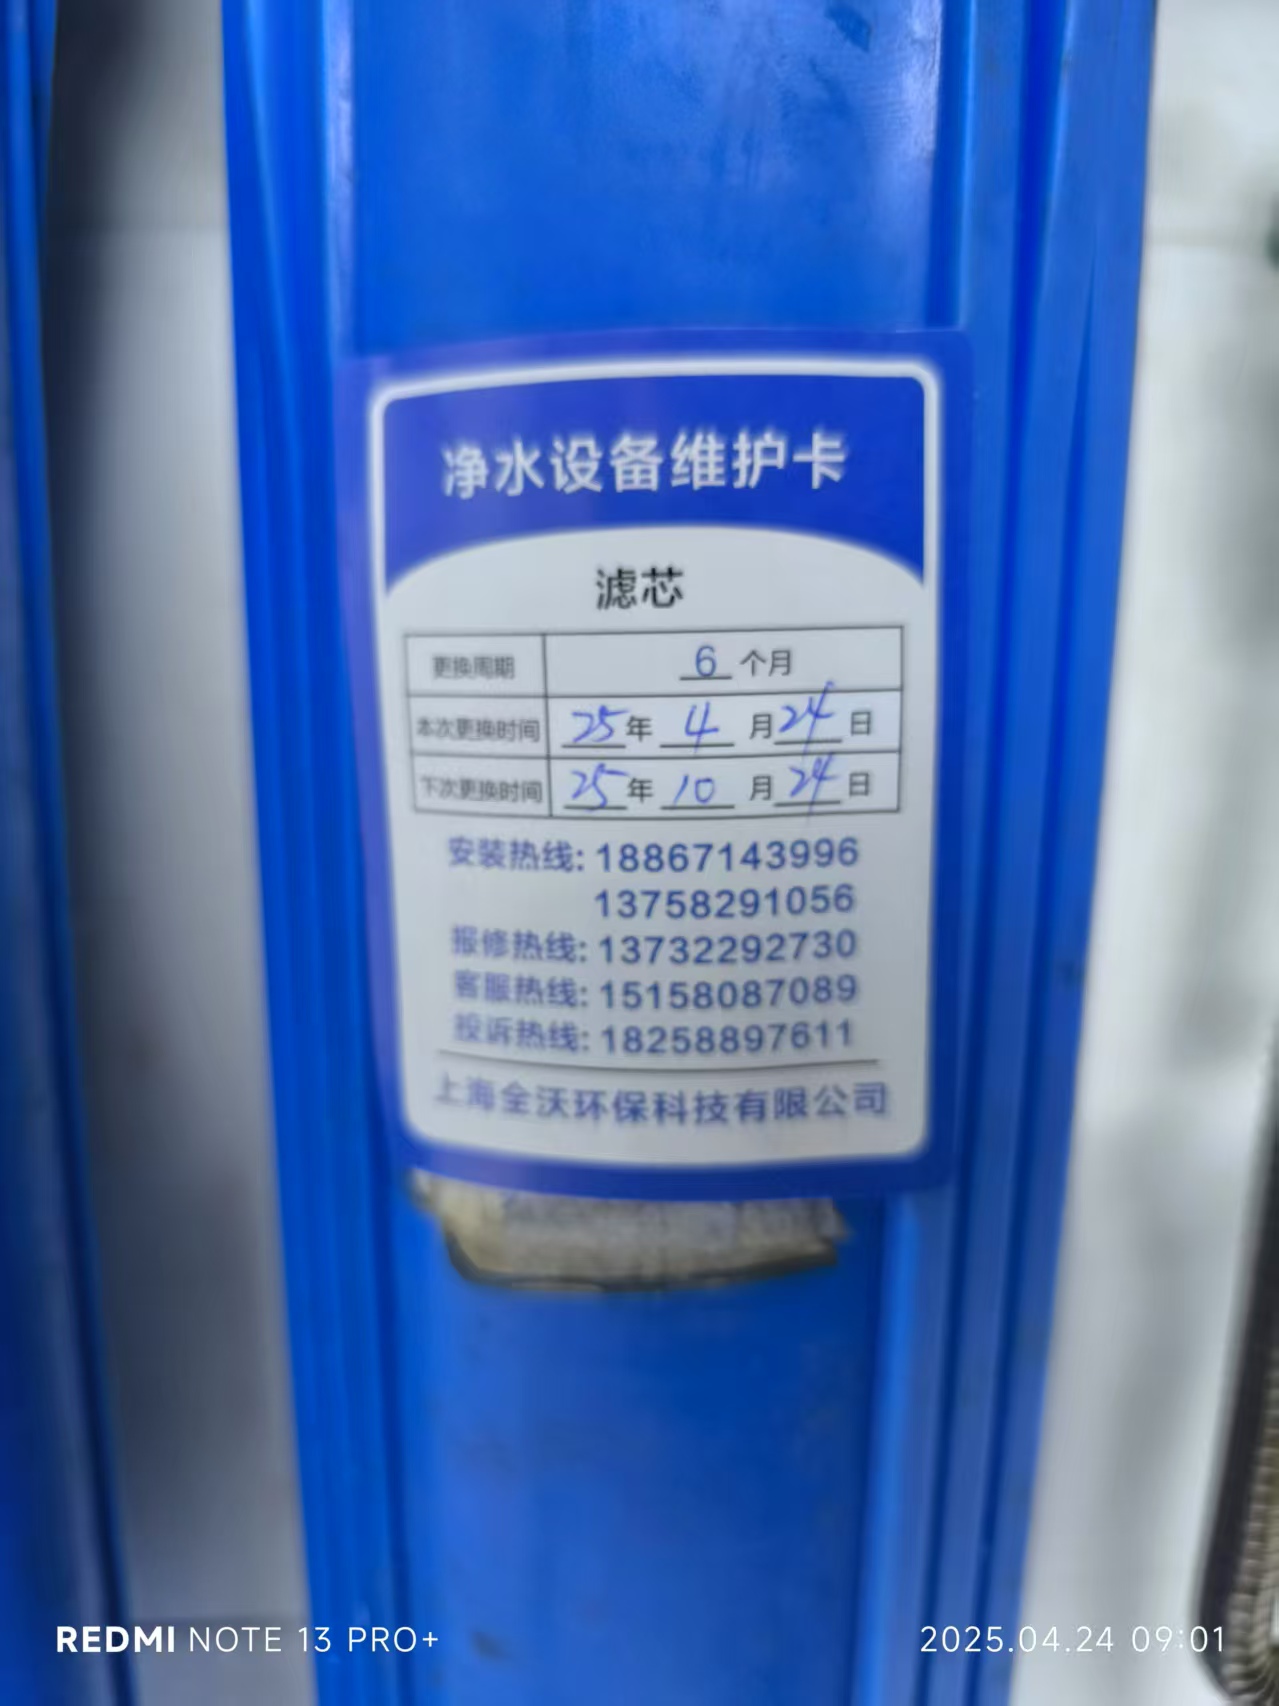 净水设备维护卡
滤芯
更换周期 6 个月
本次更换时间 25年 4 月 24 日
下次更换时间 25年 10 月 24 日
安装热线: 18867143996
13758291056
报修热线: 13732292730
客服热线: 15158087089
投诉热线: 18258897611
上海全沃环保科技有限公司
REDMI NOTE 13 PRO+
2025.04.24 09:01